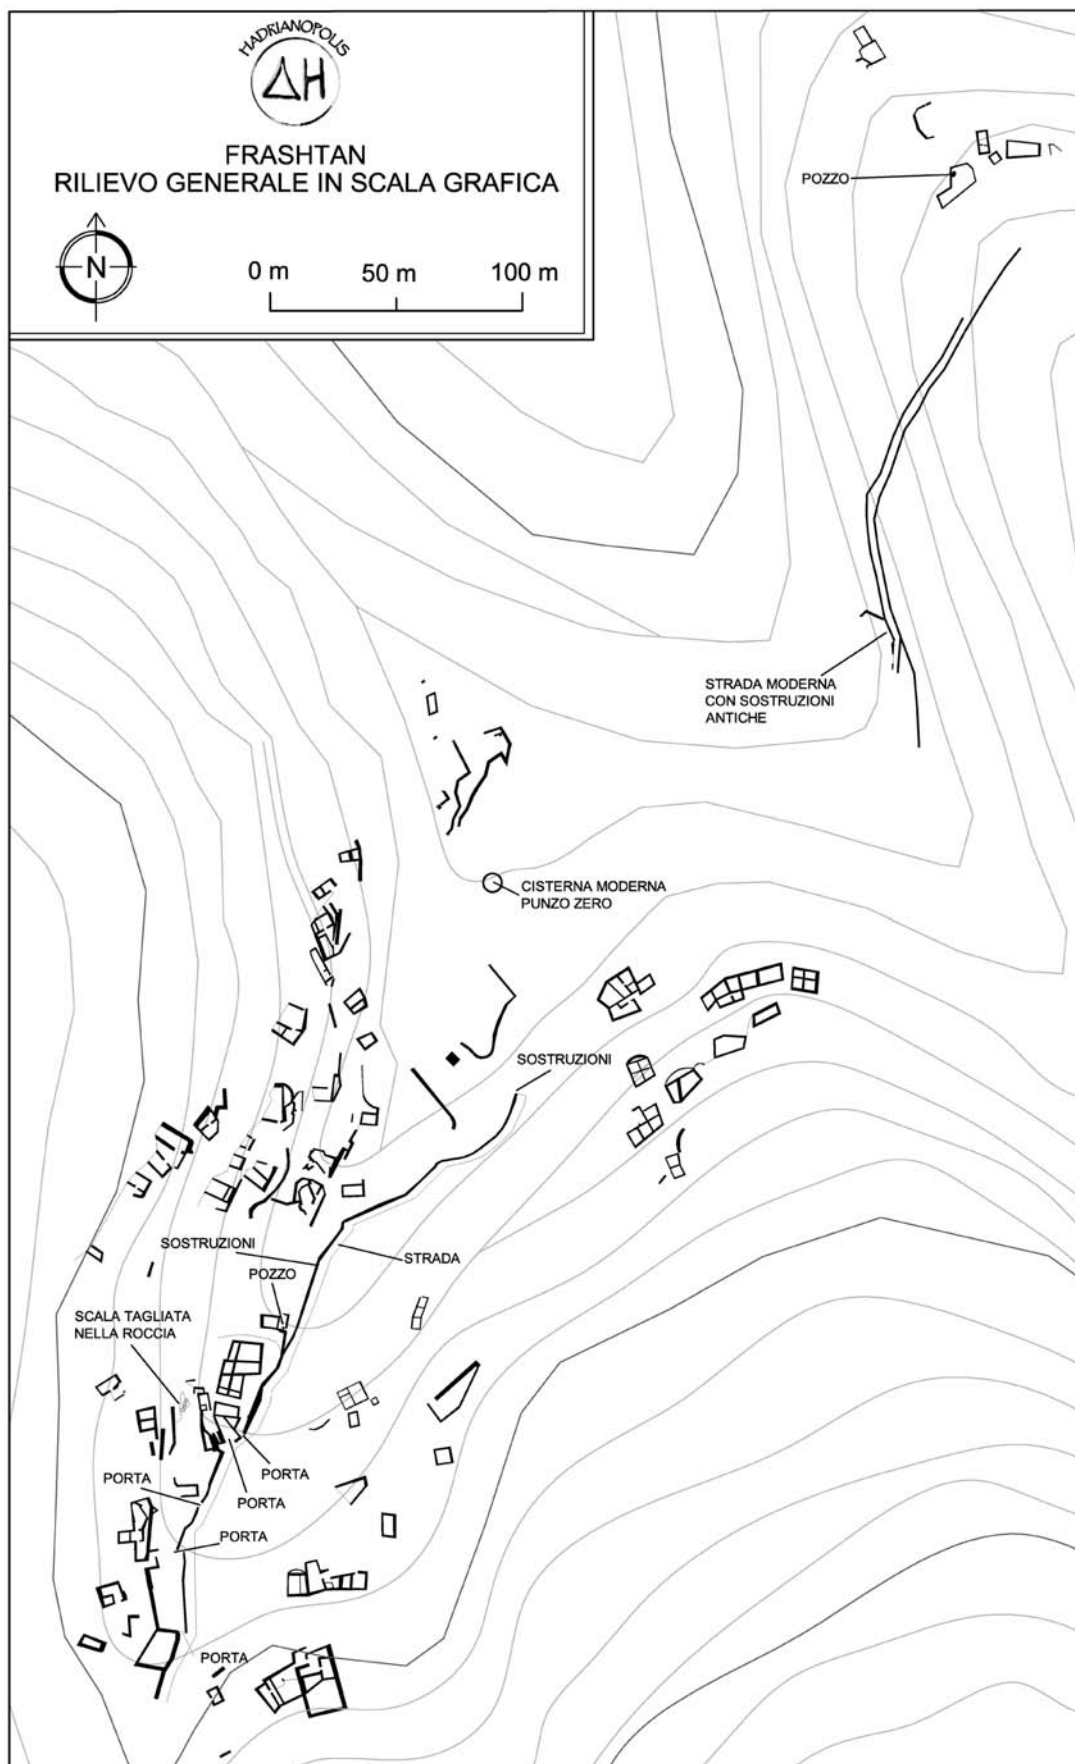 HADRIANOPOLIS
ΔH
FRASHTAN
RILIEVO GENERALE IN SCALA GRAFICA
N
0 m 50 m 100 m
POZZO
STRADA MODERNA
CON SOSTRUZIONI
ANTICHE
CISTERNA MODERNA
PUNZO ZERO
SOSTRUZIONI
SOSTRUZIONI
STRADA
POZZO
SCALA TAGLIATA
NELLA ROCCIA
PORTA
PORTA
PORTA
PORTA
PORTA